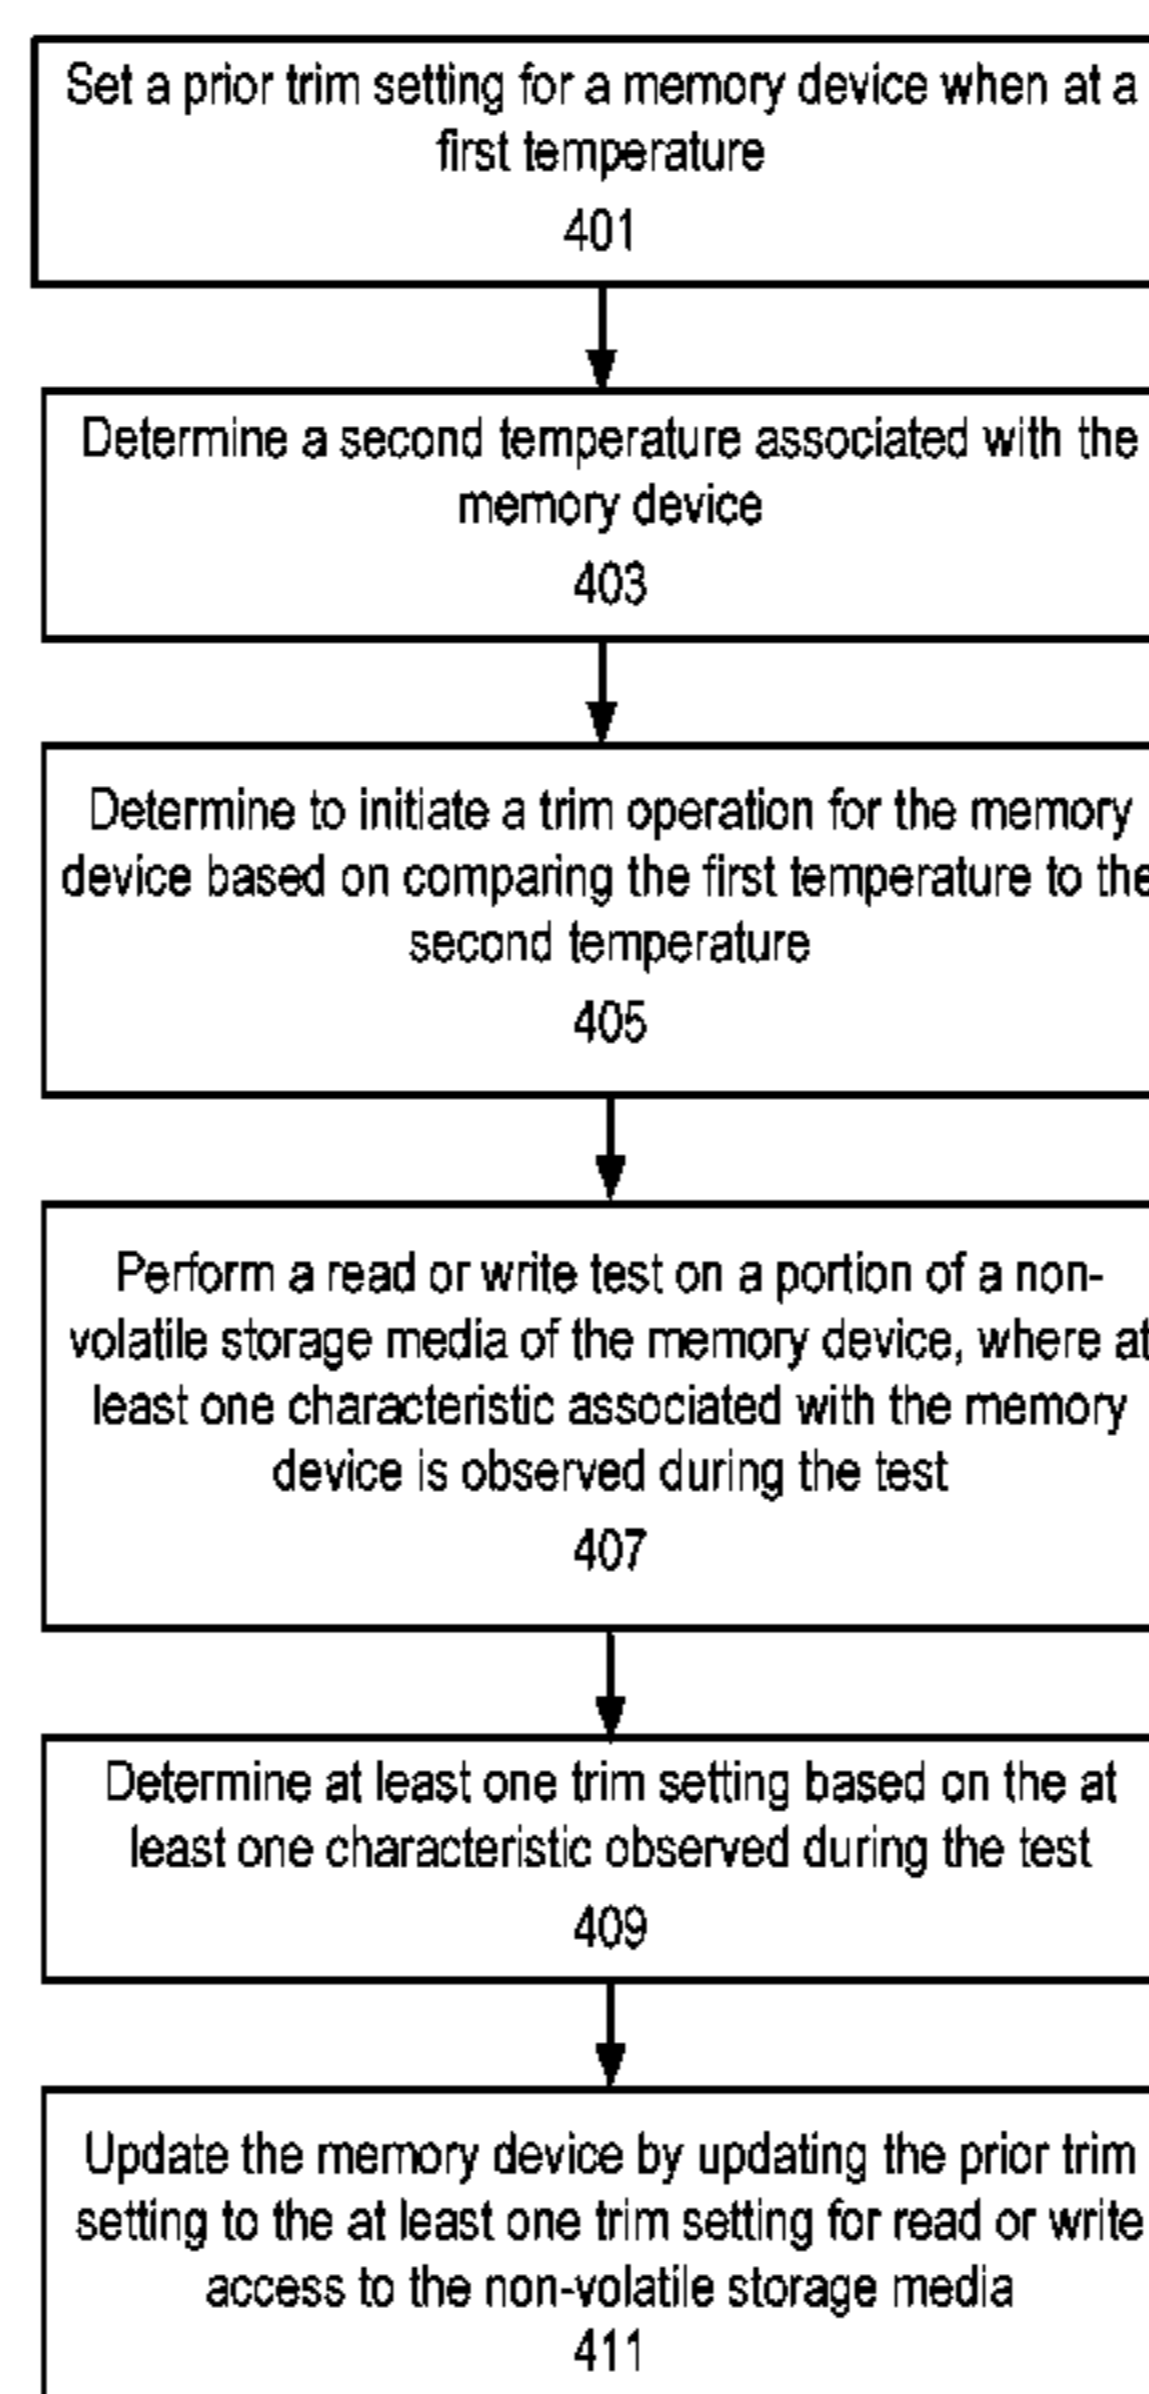 Set a prior trim setting for a memory device when at a
first temperature
401
Determine a second temperature associated with the
memory device
403
Determine to initiate a trim operation for the memory
device based on comparing the first temperature to the
second temperature
405
Perform a read or write test on a portion of a non-
volatile storage media of the memory device, where at
least one characteristic associated with the memory
device is observed during the test
407
Determine at least one trim setting based on the at
least one characteristic observed during the test
409
Update the memory device by updating the prior trim
setting to the at least one trim setting for read or write
access to the non-volatile storage media
411